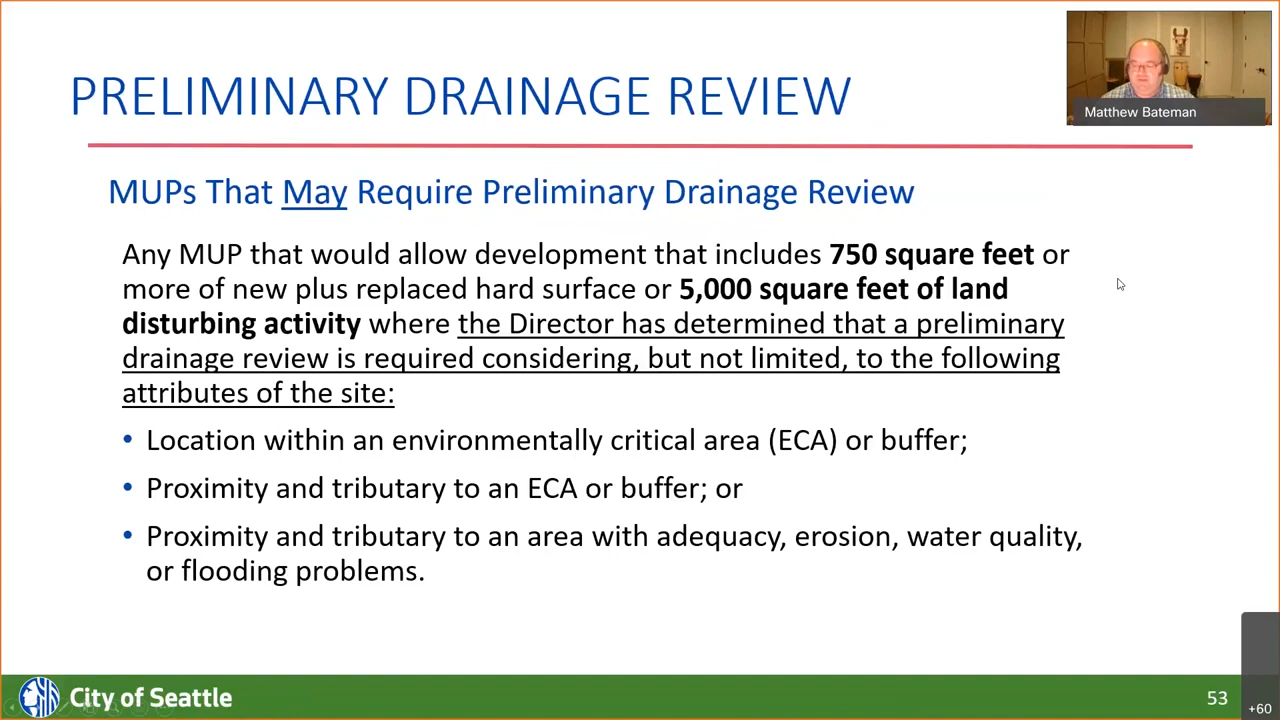 PRELIMINARY DRAINAGE REVIEW
Matthew Bateman
MUPs That May Require Preliminary Drainage Review
Any MUP that would allow development that includes 750 square feet or
more of new plus replaced hard surface or 5,000 square feet of land
disturbing activity where the Director has determined that a preliminary
drainage review is required considering, but not limited, to the following
attributes of the site:
• Location within an environmentally critical area (ECA) or buffer;
• Proximity and tributary to an ECA or buffer; or
• Proximity and tributary to an area with adequacy, erosion, water quality,
or flooding problems.
City of Seattle
53
+60